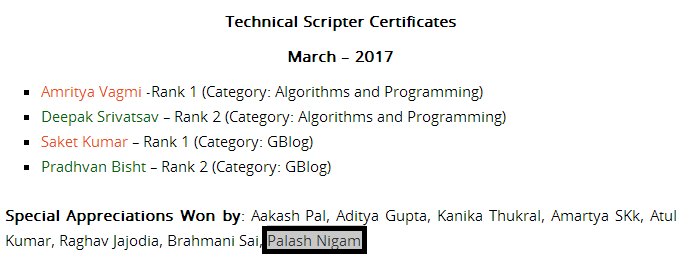 Technical Scripter Certificates
March – 2017
Amritya Vagmi -Rank 1 (Category: Algorithms and Programming)
Deepak Srivatsav – Rank 2 (Category: Algorithms and Programming)
Saket Kumar – Rank 1 (Category: GBlog)
Pradhvan Bisht – Rank 2 (Category: GBlog)
Special Appreciations Won by: Aakash Pal, Aditya Gupta, Kanika Thukral, Amartya SKk, Atul
Kumar, Raghav Jajodia, Brahmani Sai, Palash Nigam